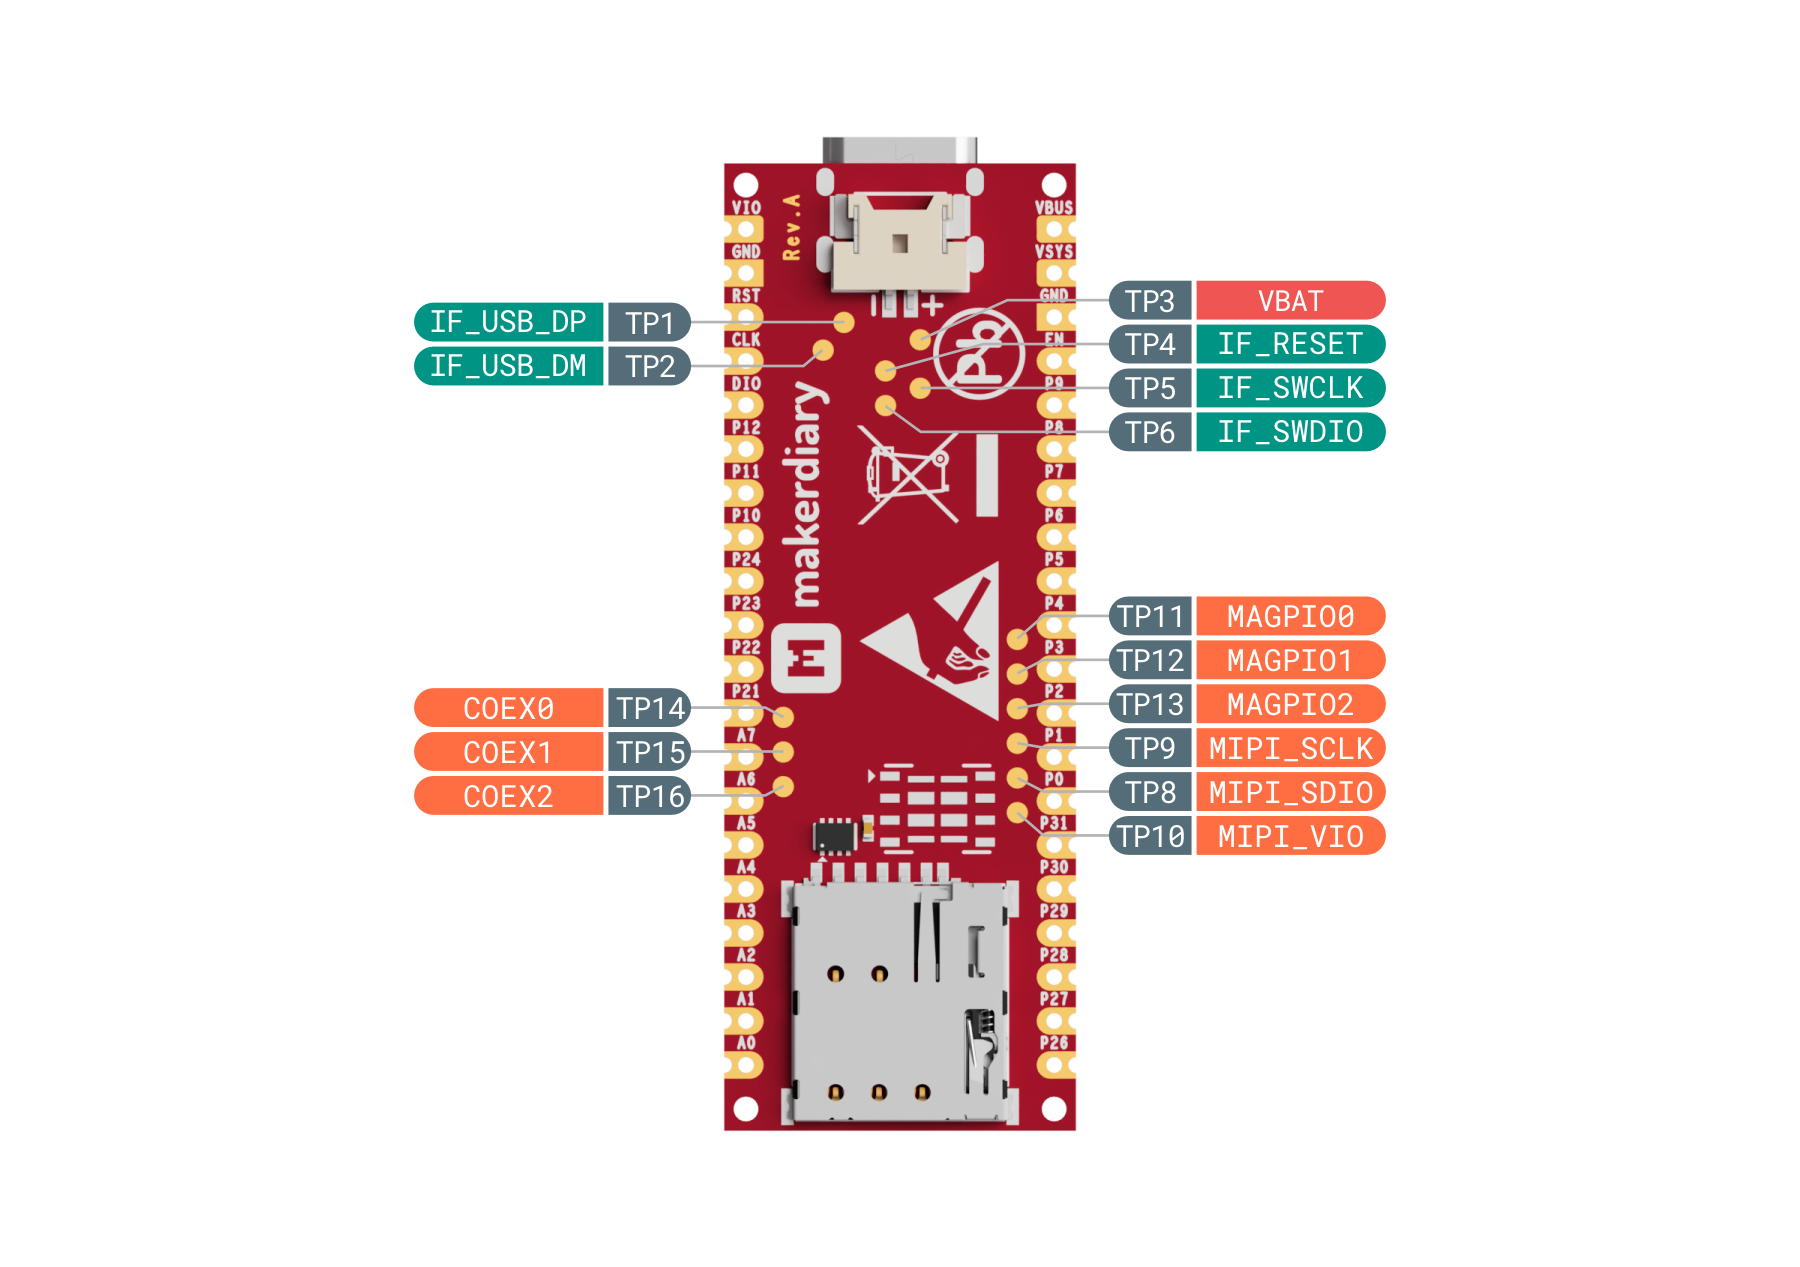 IF_USB_DP TP1
IF_USB_DM TP2
COEX0 TP14
COEX1 TP15
COEX2 TP16
VIO
GND
RST
CLK
DIO
P12
P11
P10
P24
P23
P22
P21
A7
A6
A5
A4
A3
A2
A1
A0
Rev.A
- +
Pb
makerdiary
M
VBUS
VSYS
GND
EN
P9
P8
P7
P6
P5
P4
P3
P2
P1
P0
P31
P30
P29
P28
P27
P26
TP3 VBAT
TP4 IF_RESET
TP5 IF_SWCLK
TP6 IF_SWDIO
TP11 MAGPIO0
TP12 MAGPIO1
TP13 MAGPIO2
TP9 MIPI_SCLK
TP8 MIPI_SDIO
TP10 MIPI_VIO